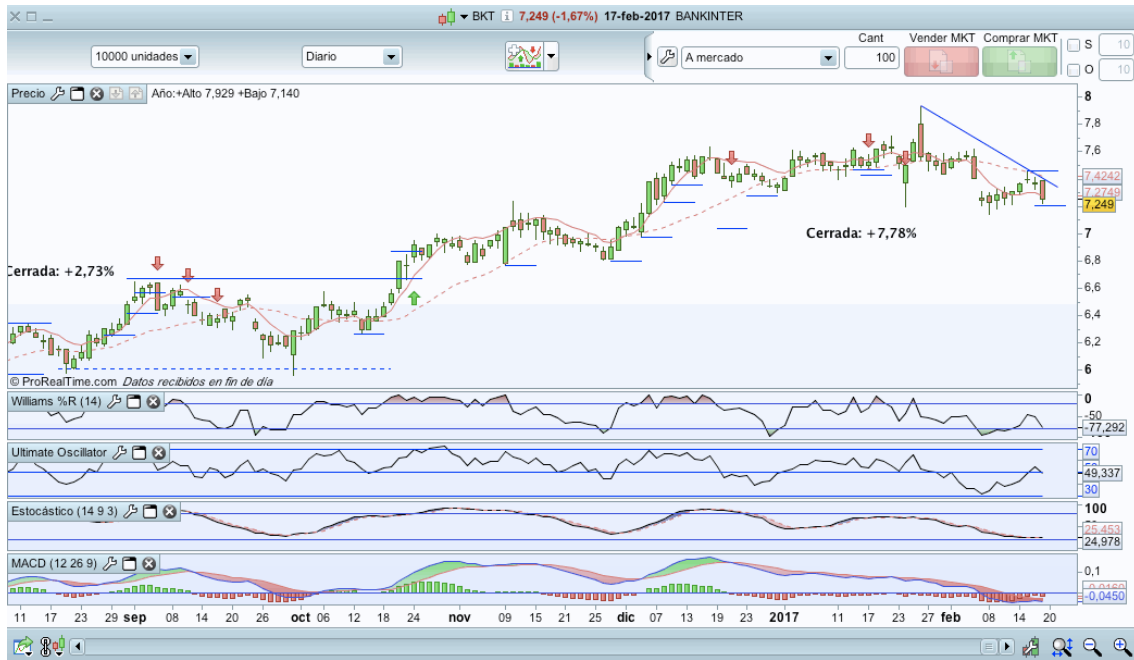 BKT 7,249 (-1,67%) 17-feb-2017 BANKINTER
Cant Vender MKT Comprar MKT
10000 unidades Diario A mercado 100
S 10
O 10
Precio Año:+Alto 7,929 +Bajo 7,140
8
7,8
7,6
7,4242
7,2749
7,249
7
6,8
6,6
6,4
6,2
6
Cerrada: +7,78%
Cerrada: +2,73%
© ProRealTime.com Datos recibidos en fin de día
Williams %R (14)
0
-50
-77,292
Ultimate Oscillator
70
49,337
30
Estocástico (14 9 3)
100
25,453
24,978
MACD (12 26 9)
0,1
-0,0450
11 17 23 29 sep 08 14 20 26 oct 06 12 18 24 nov 09 15 21 25 dic 07 13 19 23 2017 11 17 23 27 feb 08 14 20